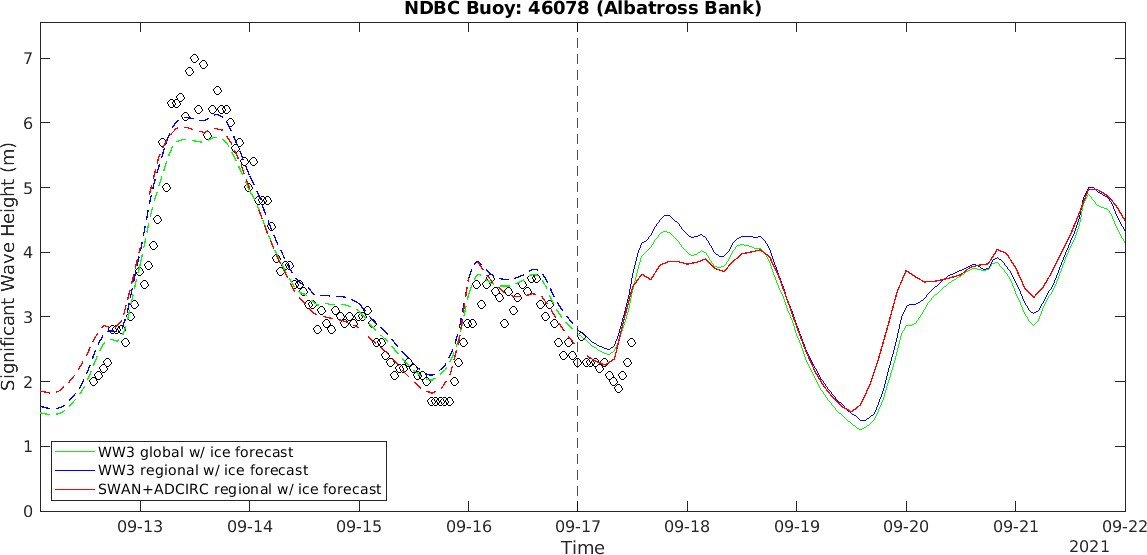 NDBC Buoy: 46078 (Albatross Bank)
Significant Wave Height (m)
7
6
5
4
3
2
1
0
WW3 global w/ ice forecast
WW3 regional w/ ice forecast
SWAN+ADCIRC regional w/ ice forecast
09-13 09-14 09-15 09-16 09-17 09-18 09-19 09-20 09-21 09-22
Time
2021